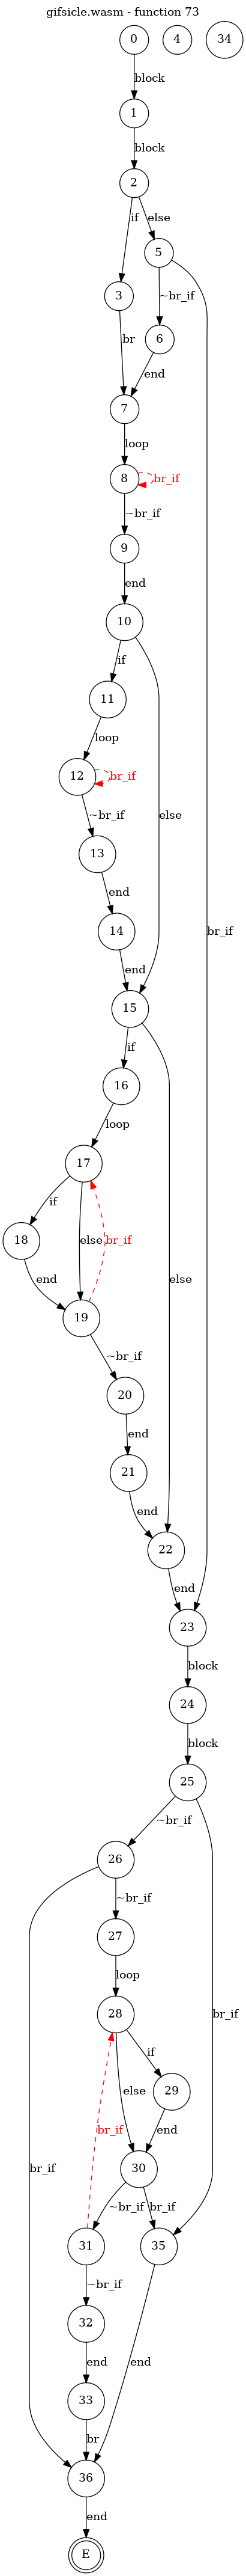 gifsicle.wasm - function 73
0 4 34
block
1
block
2
if else
5
3 ~br_if
6
br end
7
loop
8 br_if
~br_if
9
end
10
if
11
loop
12 br_if
~br_if else
13
end
14 br_if
end
15
if
16
loop
17
if
18 else br_if else
end
19
~br_if
20
end
21
end
22
end
23
block
24
block
25
~br_if
26
~br_if
27
loop br_if
28
if
else 29
br_if br_if end
30
~br_if br_if
31 35
~br_if
32
end end
33
br
36
end
E